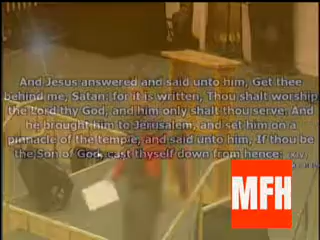 And Jesus answered and said unto him, Get thee
behind me, Satan: for it is written, Thou shalt worship
the Lord thy God, and him only shalt thou serve. And
he brought him to Jerusalem, and set him on a
pinnacle of the temple, and said unto him, If thou be
the Son of God, cast thyself down from hence:
MFH